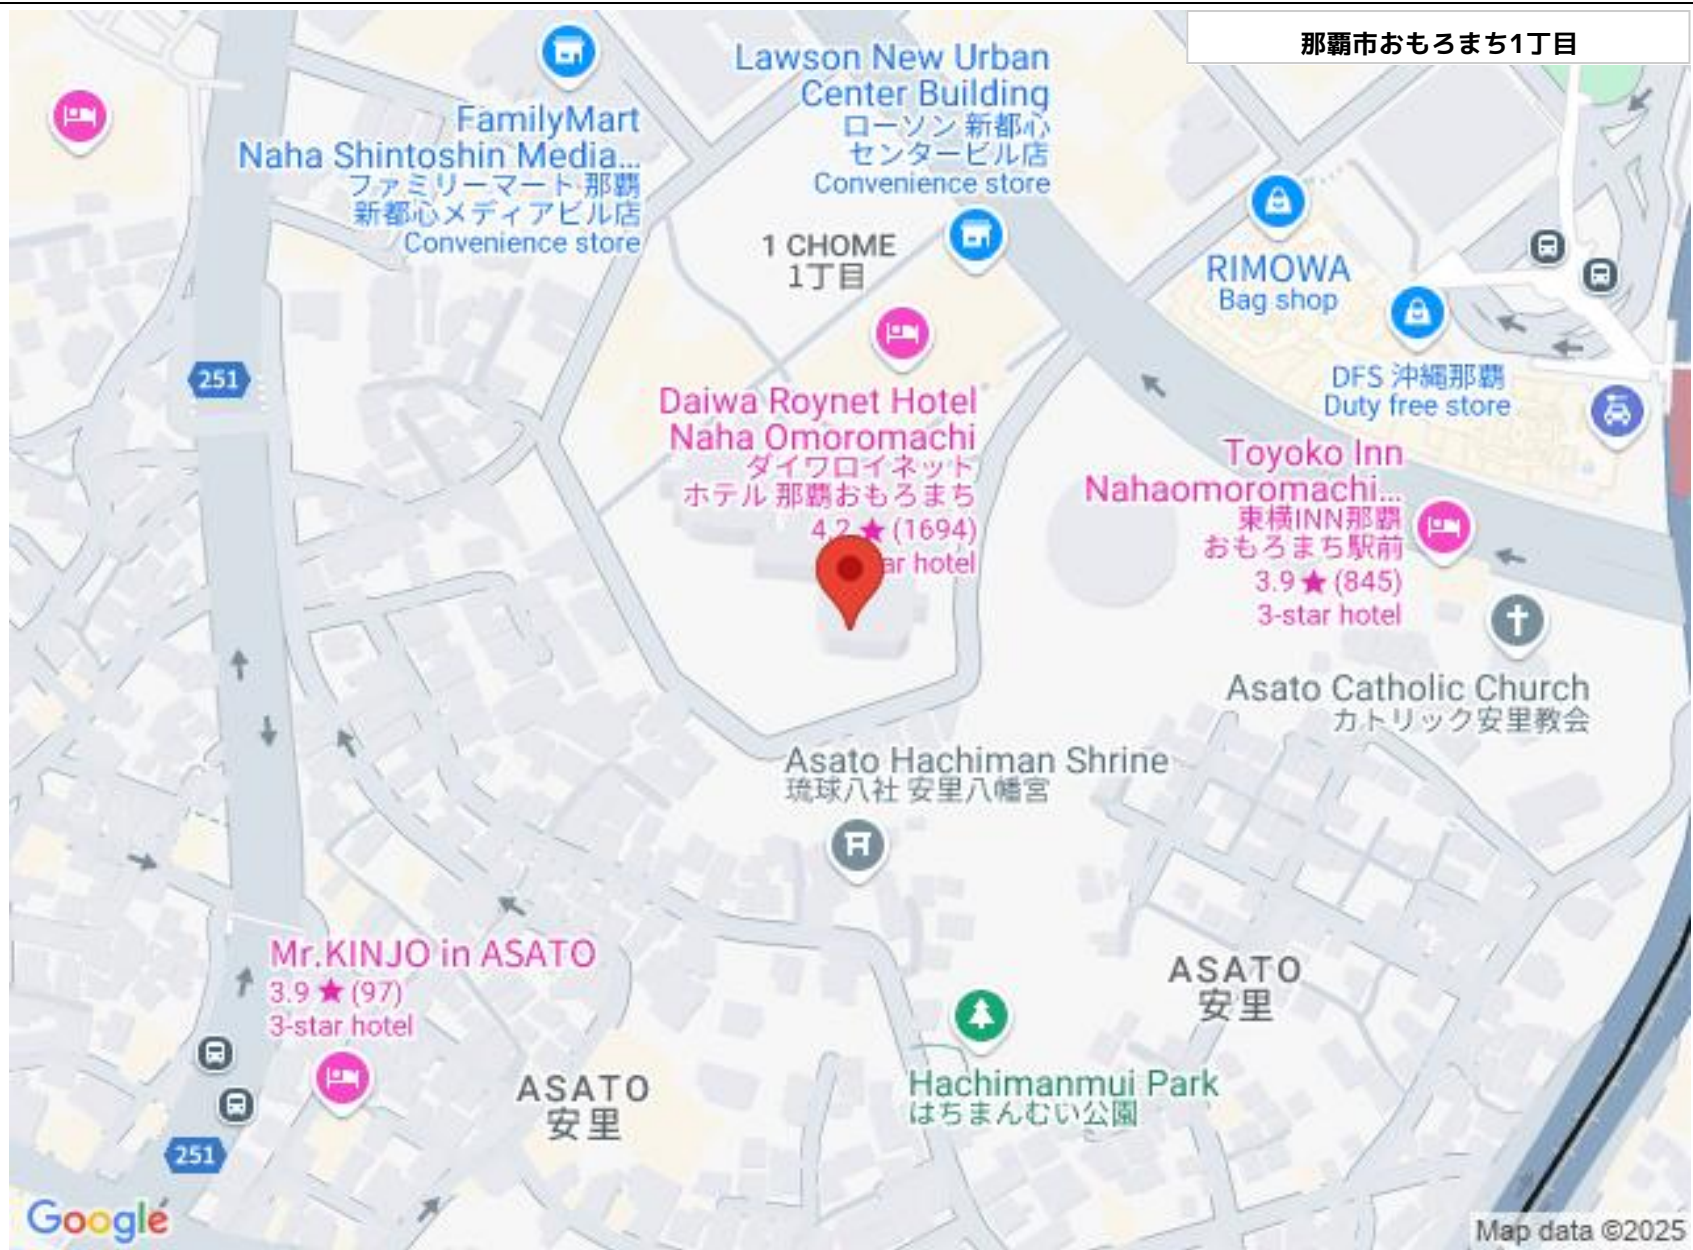 那覇市おもろまち1丁目
Lawson New Urban
Center Building
ローソン 新都心
センタービル店
Convenience store
FamilyMart
Naha Shintoshin Media...
ファミリーマート 那覇
新都心メディアビル店
Convenience store
1 CHOME
1丁目
RIMOWA
Bag shop
DFS 沖縄那覇
Duty free store
251
Daiwa Roynet Hotel
Naha Omoromachi
ダイワロイネット
ホテル 那覇おもろまち
4.2 ★ (1694)
ar hotel
Toyoko Inn
Nahaomoromachi...
東横INN那覇
おもろまち駅前
3.9 ★ (845)
3-star hotel
Asato Catholic Church
カトリック安里教会
Asato Hachiman Shrine
琉球八社 安里八幡宮
Mr.KINJO in ASATO
3.9 ★ (97)
3-star hotel
ASATO
安里
ASATO
安里
Hachimanmui Park
はちまんむい公園
251
Google
Map data ©2025